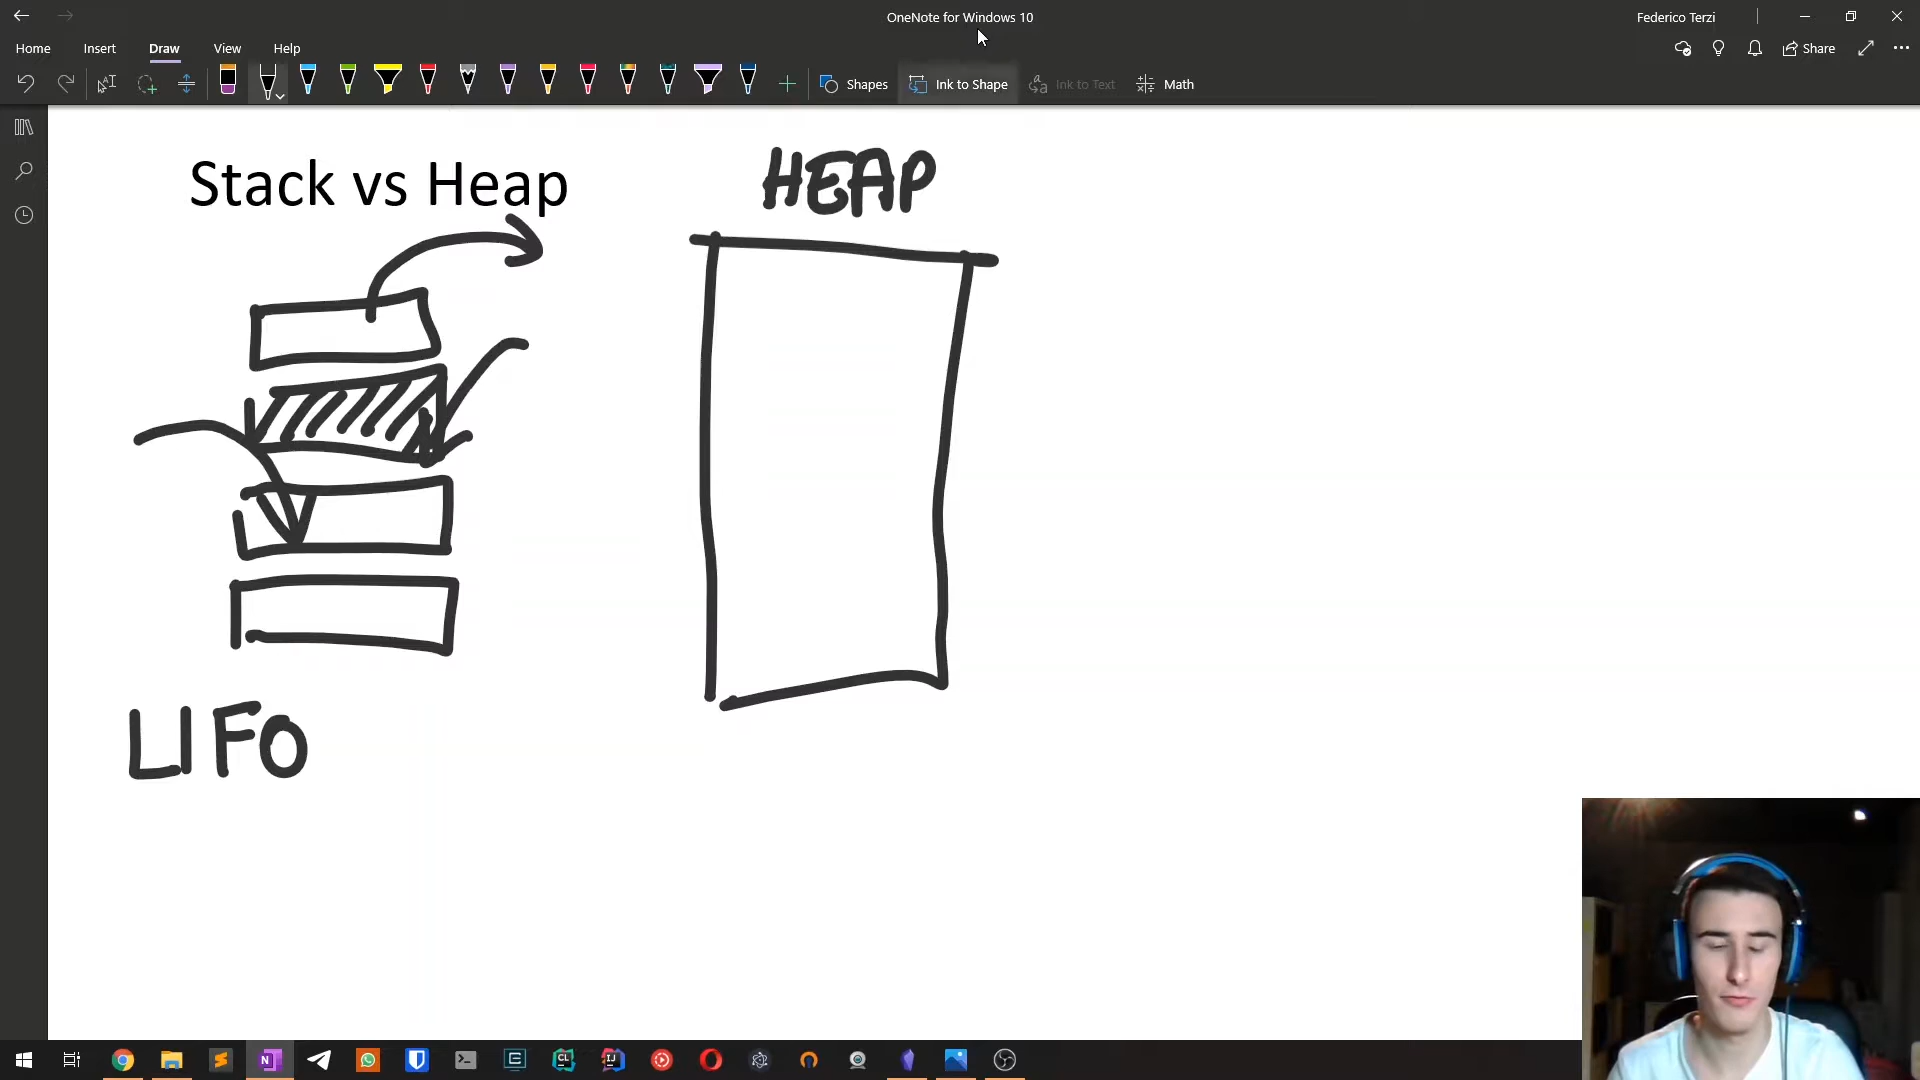 OneNote for Windows 10
Federico Terzi
Home Insert Draw View Help
Share
Shapes Ink to Shape Ink to Text Math
Stack vs Heap
HEAP
LIFO